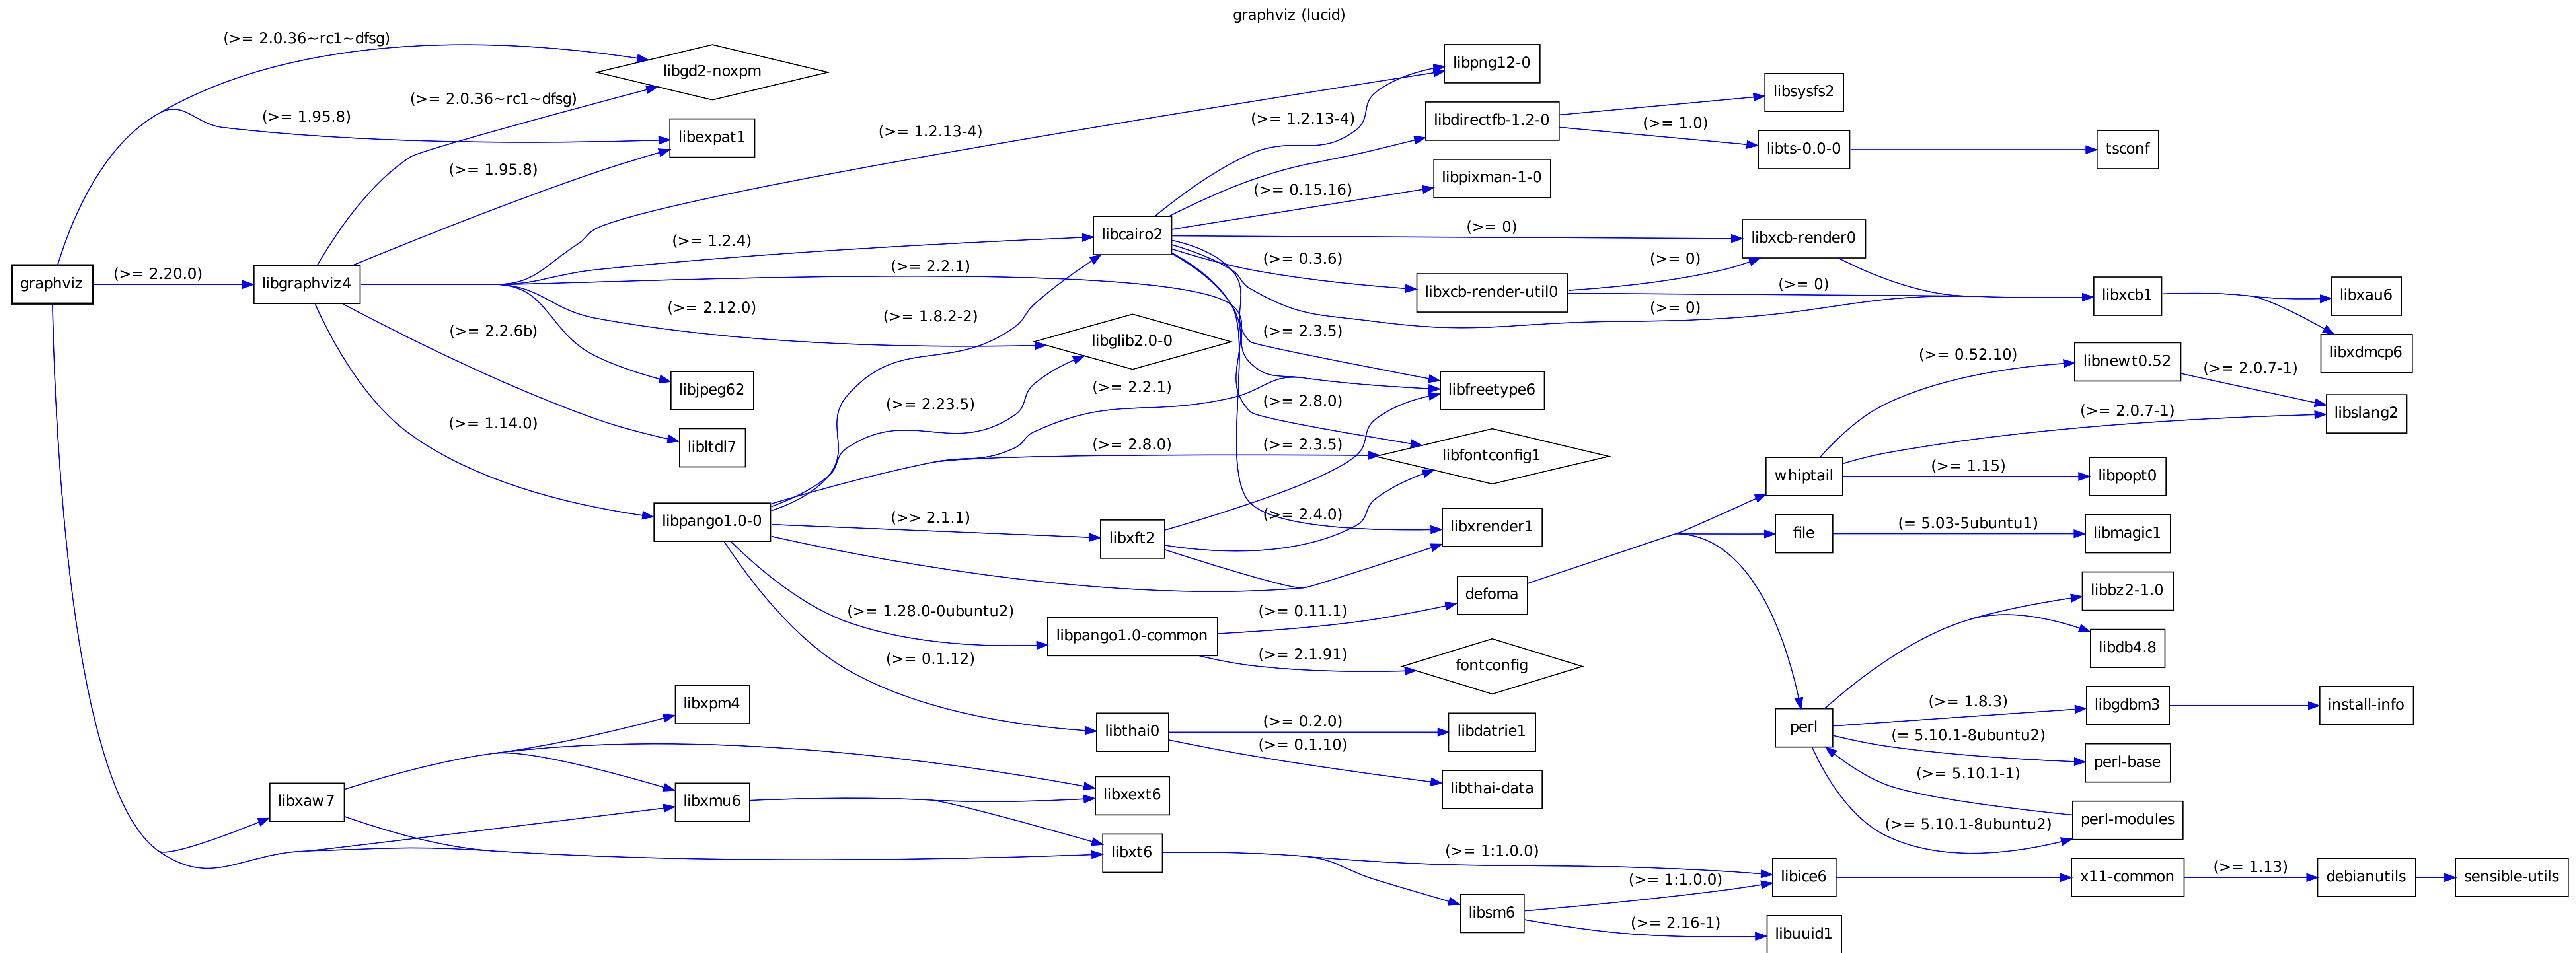 graphviz (lucid)
(>= 2.0.36~rc1~dfsg)
libgd2-noxpm
libpng12-0
libsysfs2
(>= 2.0.36~rc1~dfsg)
(>= 1.95.8)
libexpat1
(>= 1.2.13-4)
(>= 1.2.13-4)
libdirectfb-1.2-0
(>= 1.0)
libts-0.0-0
tsconf
(>= 1.95.8)
(>= 0.15.16)
libpixman-1-0
(>= 1.2.4)
libcairo2
(>= 0)
libxcb-render0
graphviz
(>= 2.20.0)
libgraphviz4
(>= 2.2.1)
(>= 0.3.6)
libxcb-render-util0
(>= 0)
(>= 0)
(>= 0)
libxcb1
libxau6
libxdmcp6
(>= 2.12.0)
(>= 1.8.2-2)
(>= 2.2.6b)
libglib2.0-0
(>= 2.3.5)
libjpeg62
(>= 2.2.1)
(>= 2.23.5)
(>= 2.8.0)
libfreetype6
(>= 0.52.10)
libnewt0.52
(>= 2.0.7-1)
(>= 2.0.7-1)
libslang2
(>= 1.14.0)
libltdl7
(>= 2.8.0)
(>= 2.3.5)
libfontconfig1
whiptail
(>= 1.15)
libpopt0
libpango1.0-0
(>> 2.1.1)
libxft2
(>= 2.4.0)
libxrender1
file
(= 5.03-5ubuntu1)
libmagic1
defoma
libbz2-1.0
(>= 1.28.0-0ubuntu2)
libpango1.0-common
(>= 0.11.1)
(>= 2.1.91)
fontconfig
libdb4.8
(>= 0.1.12)
libxpm4
libthai0
(>= 0.2.0)
libdatrie1
(>= 0.1.10)
libthai-data
perl
(>= 1.8.3)
libgdbm3
install-info
(= 5.10.1-8ubuntu2)
perl-base
(>= 5.10.1-1)
perl-modules
(>= 5.10.1-8ubuntu2)
libxaw7
libxmu6
libxext6
libxt6
(>= 1:1.0.0)
(>= 1:1.0.0)
libice6
x11-common
(>= 1.13)
debianutils
sensible-utils
libsm6
(>= 2.16-1)
libuuid1